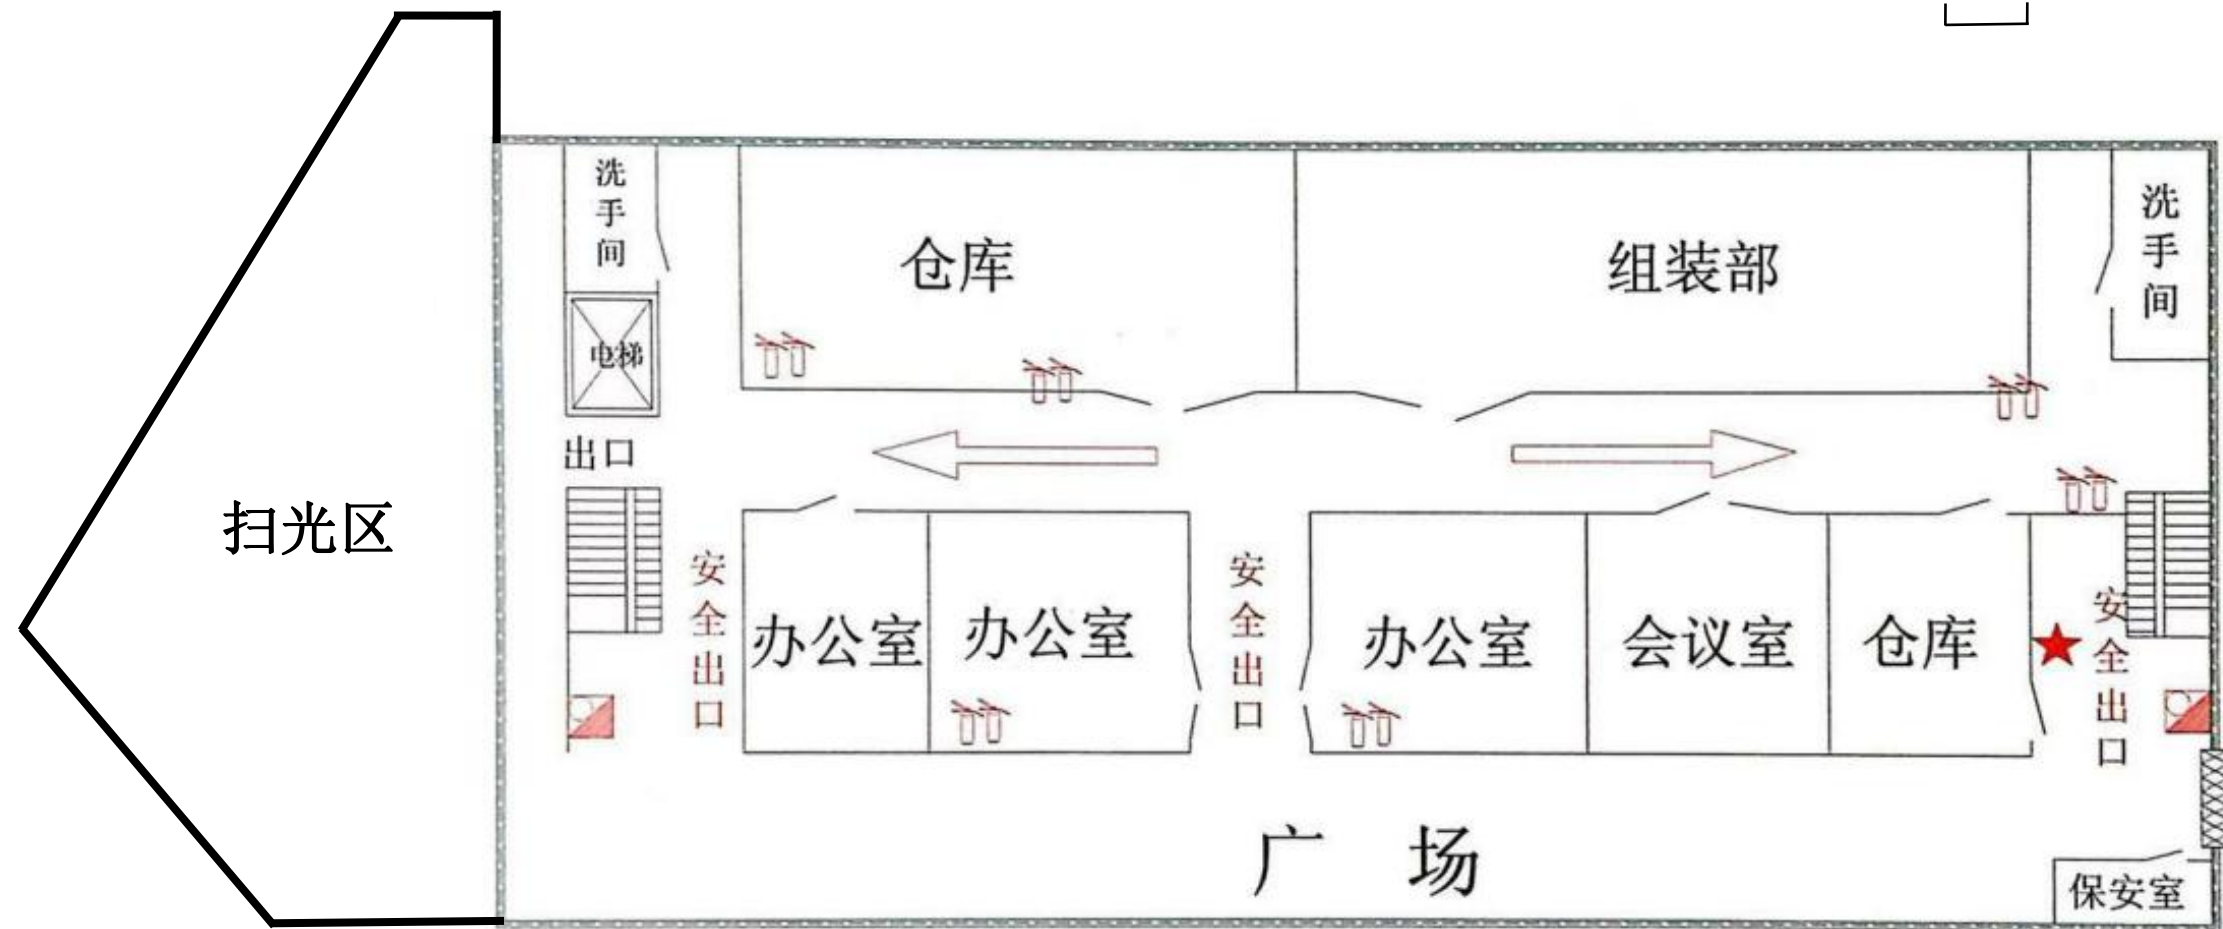 洗手间
仓库
组装部
洗手间
电梯
出口
扫光区
安全出口
办公室
办公室
安全出口
办公室
会议室
仓库
安全出口
广场
保安室